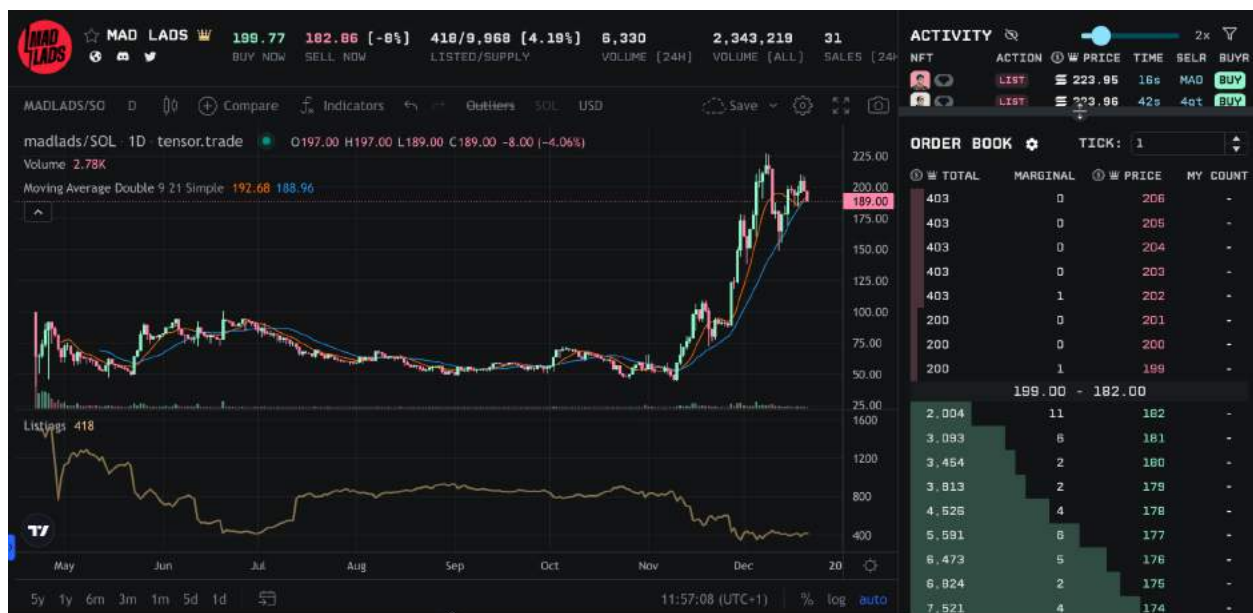 MAD LADS
MAD LADS
199.77
BUY NOW
182.86 [-8%]
SELL NOW
418/9,968 [4.19%]
LISTED/SUPPLY
6,330
VOLUME [24H]
2,343,219
VOLUME [ALL]
31
SALES [24H
MADLADS/SO D Compare Indicators Outliers SOL USD Save
madlads/SOL · 1D · tensor.trade O197.00 H197.00 L189.00 C189.00 -8.00 (-4.06%)
Volume 2.78K
Moving Average Double 9 21 Simple 192.68 188.96
225.00
200.00
189.00
175.00
150.00
125.00
100.00
75.00
50.00
25.00
Listings 418
1600
1200
800
400
May Jun Jul Aug Sep Oct Nov Dec 20
5y 1y 6m 3m 1m 5d 1d 11:57:08 (UTC+1) % log auto
ACTIVITY 2x
NFT ACTION PRICE TIME SELR BUYR
LIST 223.95 16s MAD BUY
LIST 223.96 42s 4qt BUY
ORDER BOOK TICK: 1
TOTAL MARGINAL PRICE MY COUNT
403 0 206 -
403 0 205 -
403 0 204 -
403 0 203 -
403 1 202 -
200 0 201 -
200 0 200 -
200 1 199 -
199.00 - 182.00
2,004 11 182 -
3,093 6 181 -
3,454 2 180 -
3,813 2 179 -
4,526 4 178 -
5,591 6 177 -
6,473 5 176 -
6,824 2 175 -
7,521 4 174 -